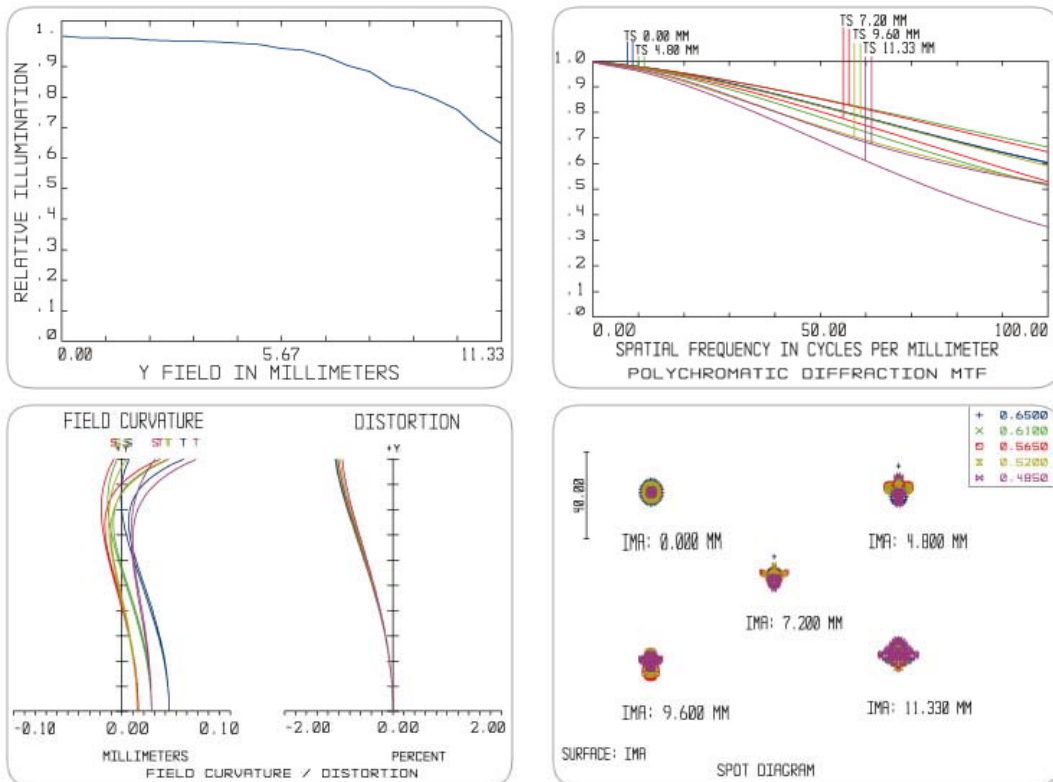 RELATIVE ILLUMINATION
1.
.9
.8
.7
.6
.5
.4
.3
.2
.1
.0
0.00 5.67 11.33
Y FIELD IN MILLIMETERS
TS 0.00 MM
TS 4.80 MM
TS 7.20 MM
TS 9.60 MM
TS 11.33 MM
1.0
.9
.8
.7
.6
.5
.4
.3
.2
.1
.0
0.00 50.00 100.00
SPATIAL FREQUENCY IN CYCLES PER MILLIMETER
POLYCHROMATIC DIFFRACTION MTF
FIELD CURVATURE DISTORTION
+Y +Y
-0.10 0.00 0.10 -2.00 0.00 2.00
MILLIMETERS PERCENT
FIELD CURVATURE / DISTORTION
+ 0.6500
× 0.6100
0.5650
0.5200
0.4850
40.00
IMA: 0.000 MM IMA: 4.800 MM
IMA: 7.200 MM
IMA: 9.600 MM IMA: 11.330 MM
SURFACE: IMA
SPOT DIAGRAM